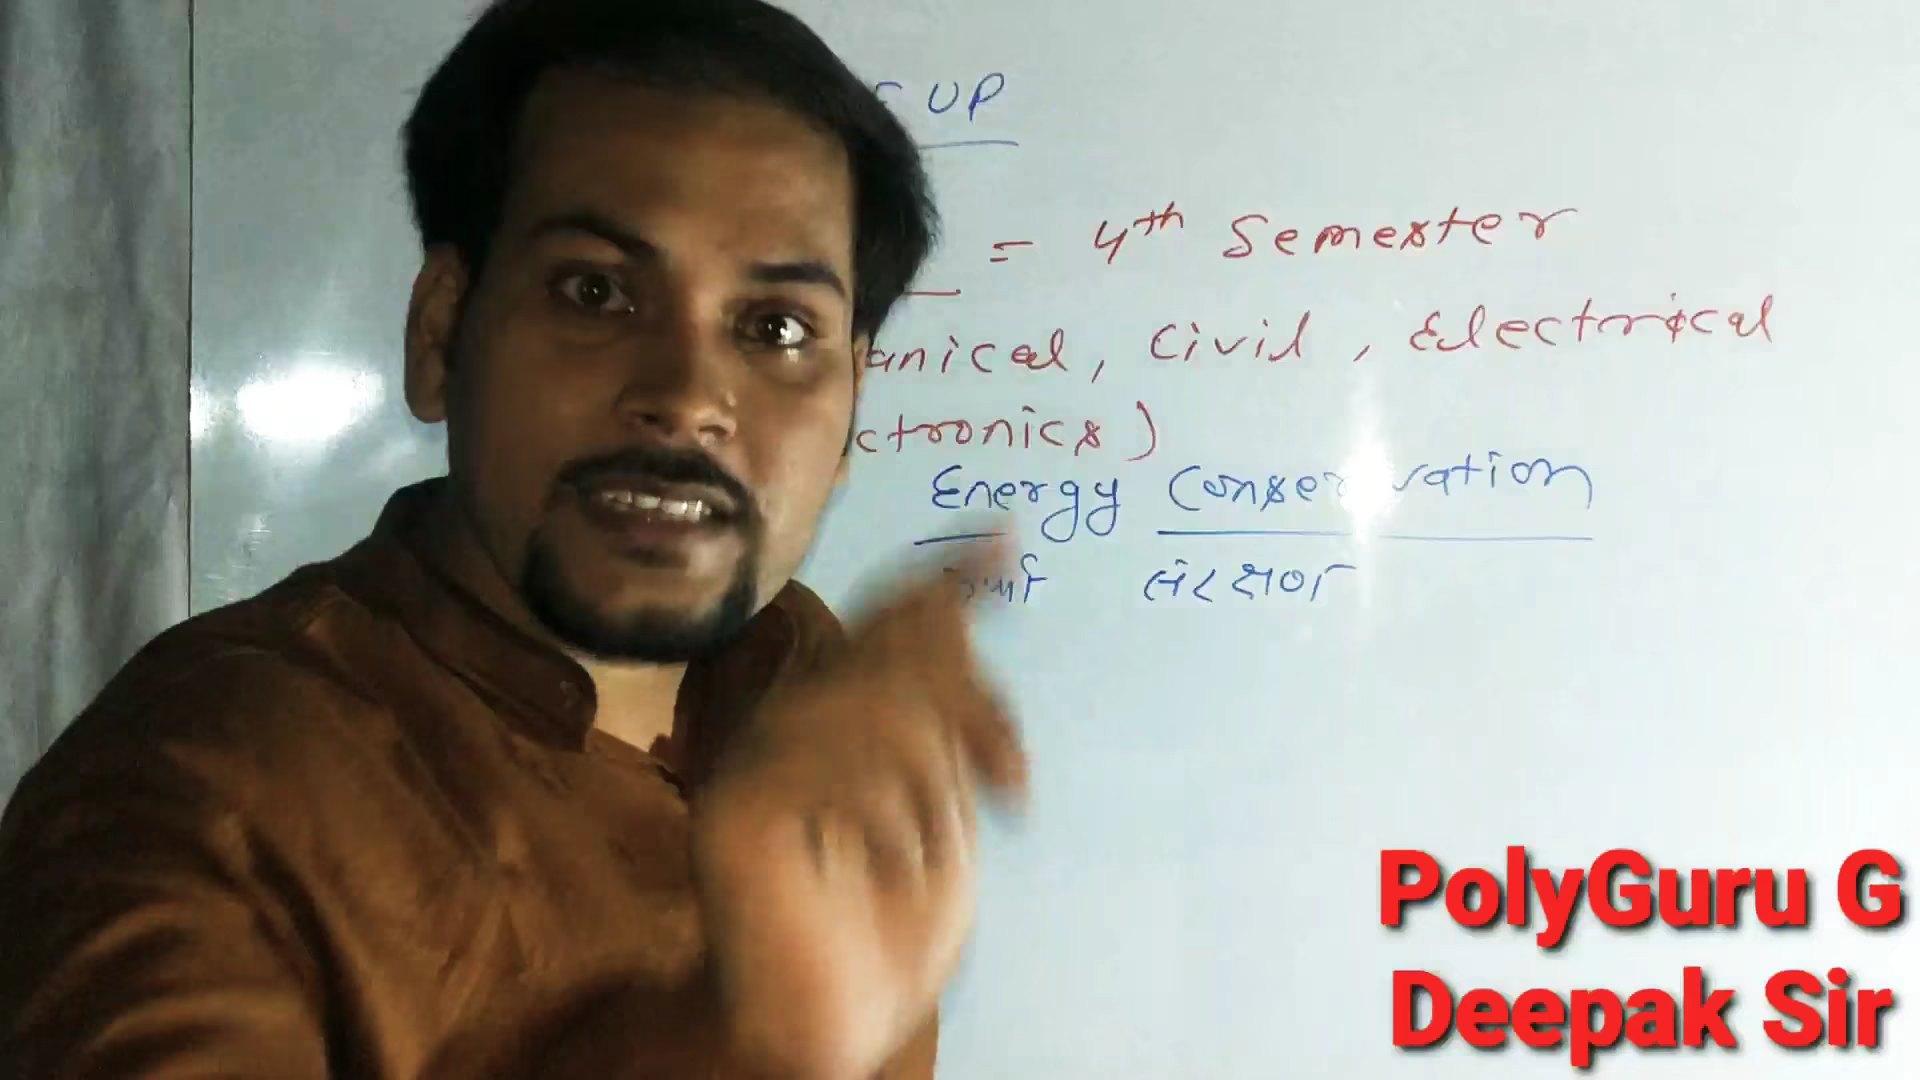 UP
= 4th Semester
anical, Civil, Electrical
ctronics)
Energy Conservation
संरक्षण
PolyGuru G
Deepak Sir